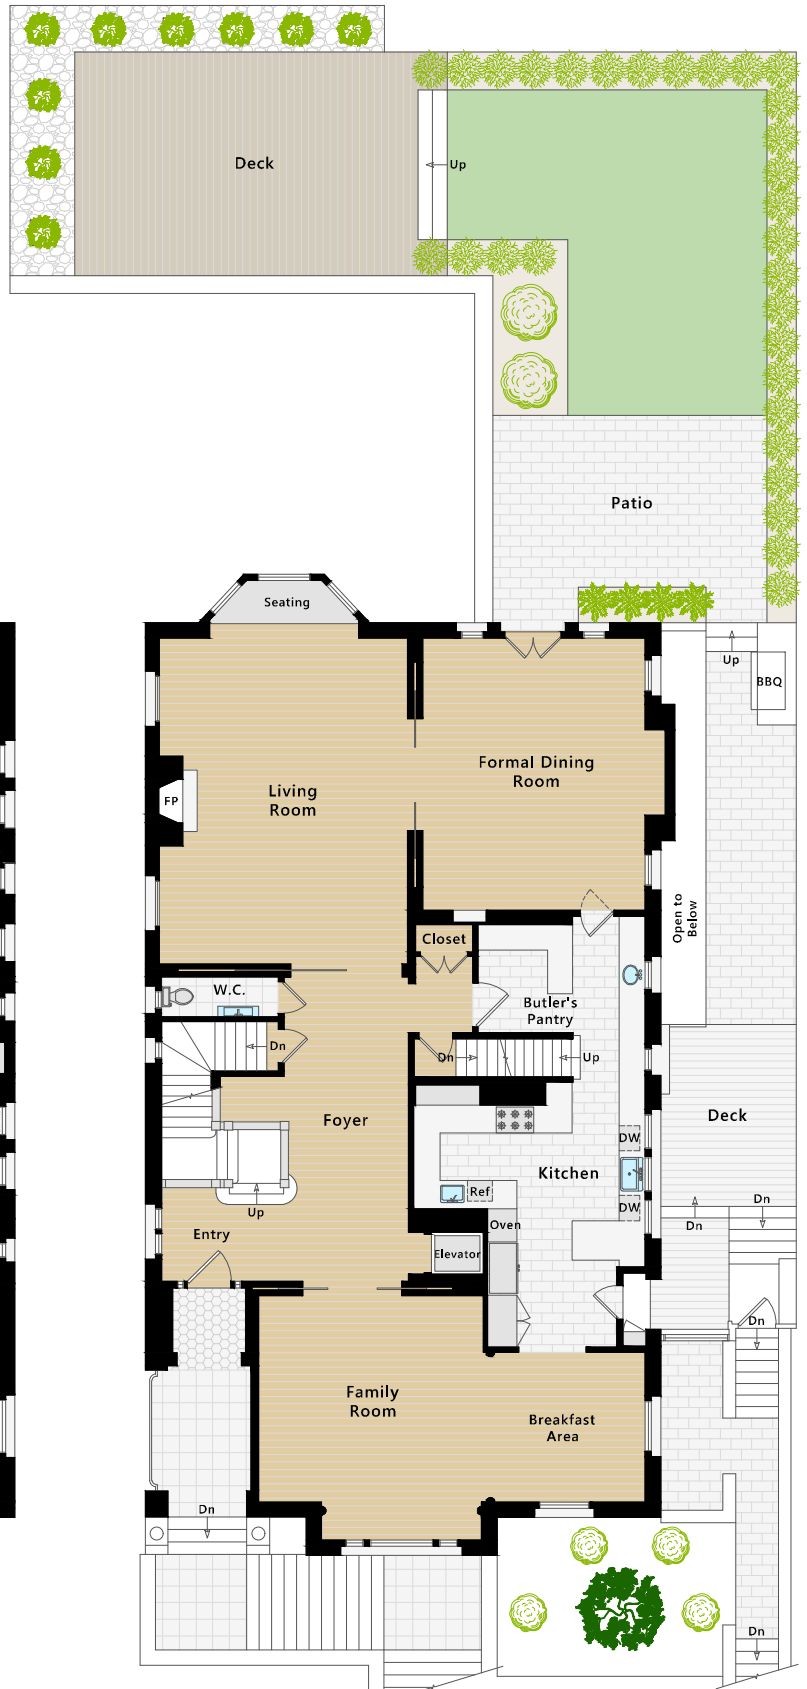 Deck
Up
Patio
Seating
Up
BBQ
Formal Dining
Room
Living
Room
FP
Open to
Below
Closet
W.C.
Butler's
Pantry
Dn
Dn
Up
Foyer
Deck
DW
Kitchen
Ref
DW
Dn
Up
Oven
Dn
Entry
Elevator
Dn
Family
Room
Breakfast
Area
Dn
Dn